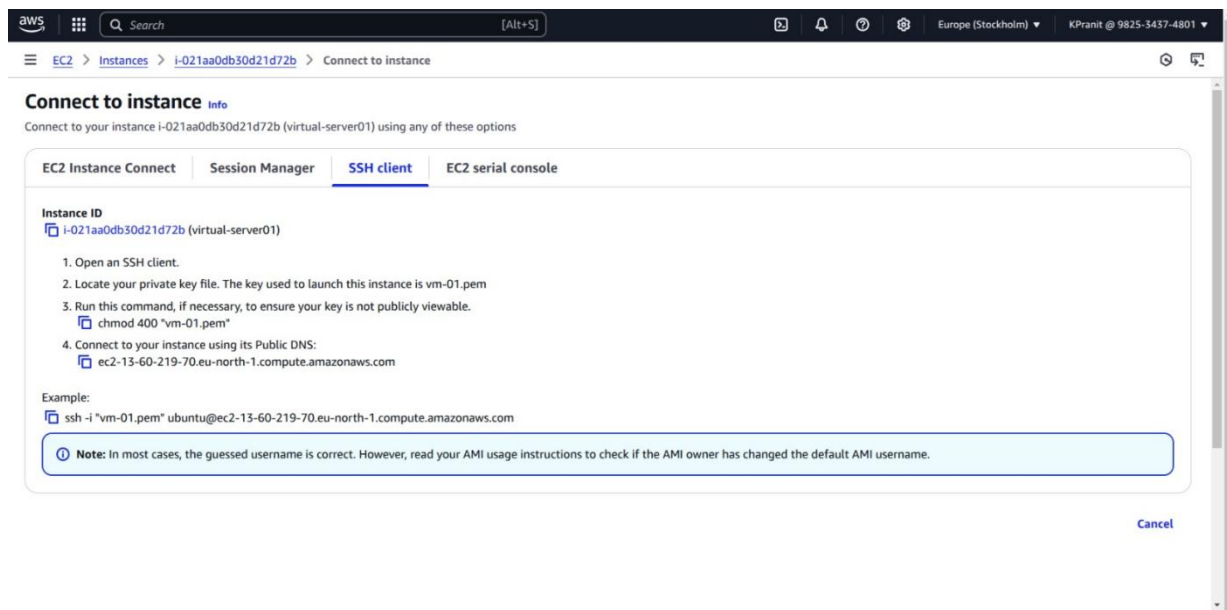 aws
Search [Alt+S] Europe (Stockholm) ▼ KPranit @ 9825-3437-4801 ▼
EC2 > Instances > i-021aa0db30d21d72b > Connect to instance
Connect to instance Info
Connect to your instance i-021aa0db30d21d72b (virtual-server01) using any of these options
EC2 Instance Connect Session Manager SSH client EC2 serial console
Instance ID
i-021aa0db30d21d72b (virtual-server01)
1. Open an SSH client.
2. Locate your private key file. The key used to launch this instance is vm-01.pem
3. Run this command, if necessary, to ensure your key is not publicly viewable.
chmod 400 "vm-01.pem"
4. Connect to your instance using its Public DNS:
ec2-13-60-219-70.eu-north-1.compute.amazonaws.com
Example:
ssh -i "vm-01.pem" ubuntu@ec2-13-60-219-70.eu-north-1.compute.amazonaws.com
Note: In most cases, the guessed username is correct. However, read your AMI usage instructions to check if the AMI owner has changed the default AMI username.
Cancel